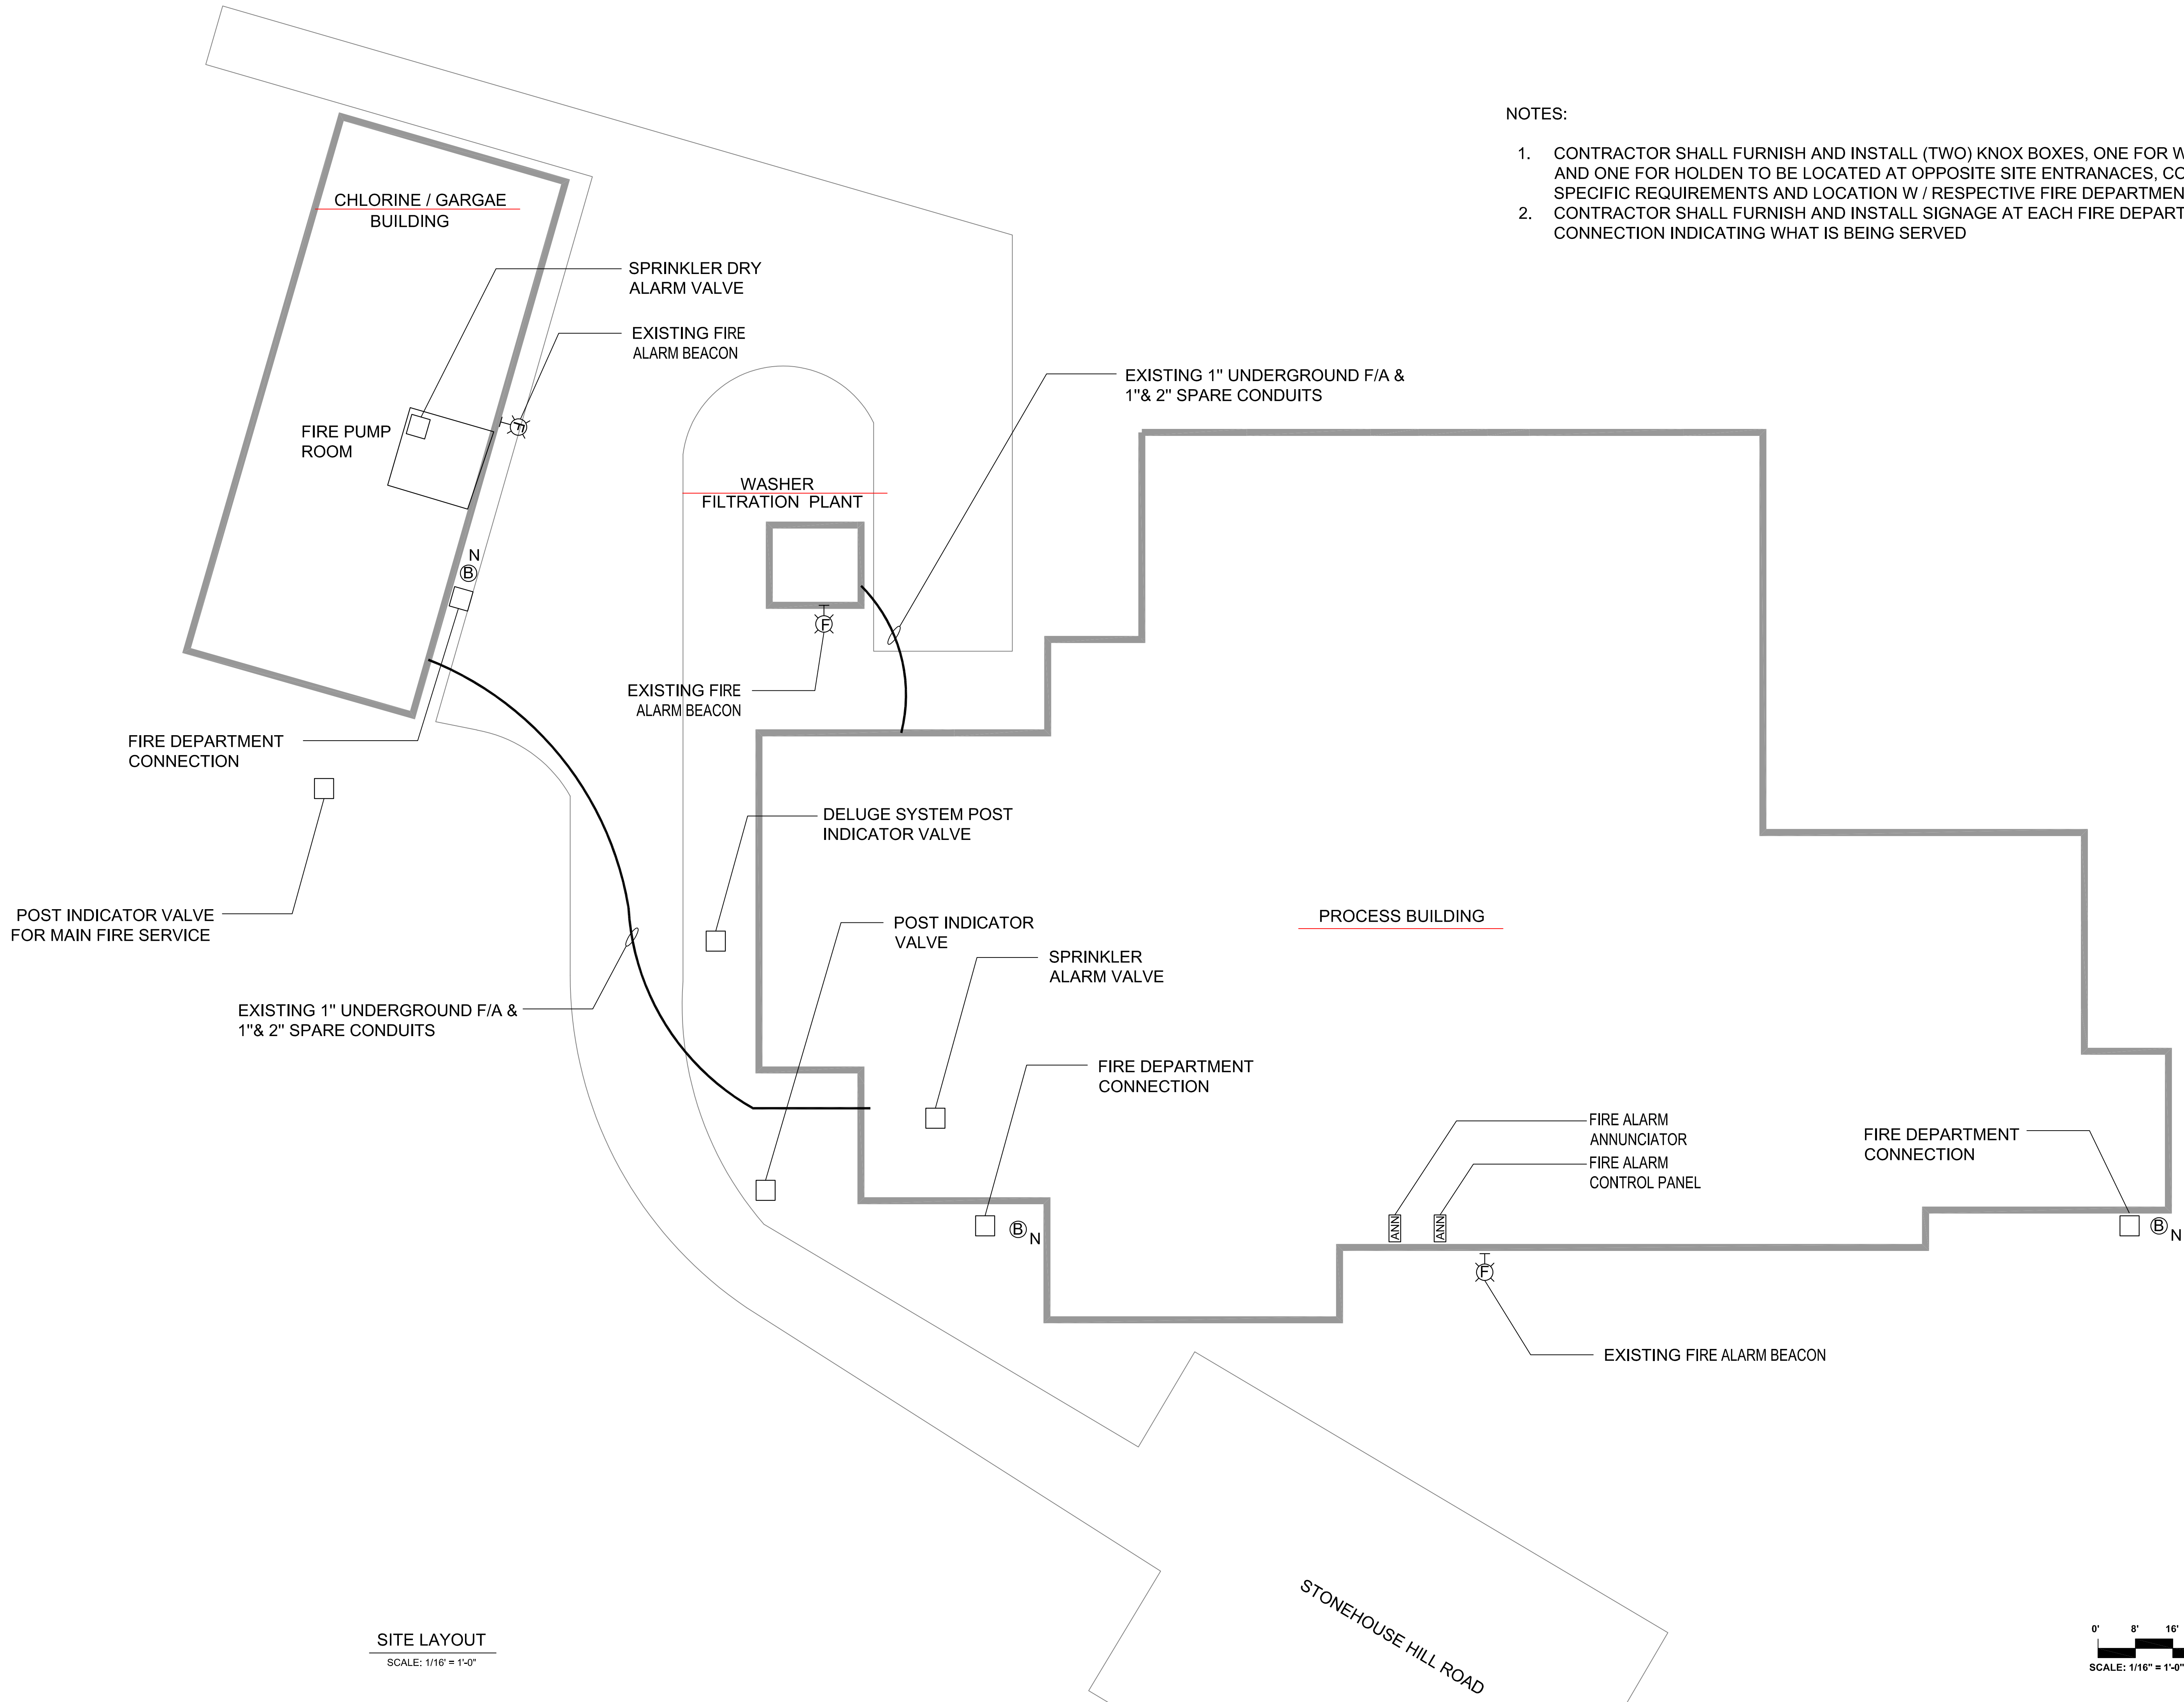 NOTES:
1. CONTRACTOR SHALL FURNISH AND INSTALL (TWO) KNOX BOXES, ONE FOR
AND ONE FOR HOLDEN TO BE LOCATED AT OPPOSITE SITE ENTRANACES,
SPECIFIC REQUIREMENTS AND LOCATION W / RESPECTIVE FIRE
2. CONTRACTOR SHALL FURNISH AND INSTALL SIGNAGE AT EACH FIRE
CONNECTION INDICATING WHAT IS BEING SERVED
CHLORINE / GARGAE
BUILDING
SPRINKLER DRY
ALARM VALVE
EXISTING FIRE
ALARM BEACON
F
FIRE PUMP
ROOM
EXISTING 1" UNDERGROUND F/A &
1"& 2" SPARE CONDUITS
WASHER
FILTRATION PLANT
N
B
F
EXISTING FIRE
ALARM BEACON
FIRE DEPARTMENT
CONNECTION
DELUGE SYSTEM POST
INDICATOR VALVE
POST INDICATOR VALVE
FOR MAIN FIRE SERVICE
POST INDICATOR
VALVE
PROCESS BUILDING
SPRINKLER
ALARM VALVE
EXISTING 1" UNDERGROUND F/A &
1"& 2" SPARE CONDUITS
FIRE DEPARTMENT
CONNECTION
FIRE ALARM
ANNUNCIATOR
FIRE ALARM
CONTROL PANEL
FIRE DEPARTMENT
CONNECTION
B N
ANN
ANN
B N
F
EXISTING FIRE ALARM BEACON
STONEHOUSE HILL ROAD
SITE LAYOUT
SCALE: 1/16' = 1'-0"
0' 8' 16'
SCALE: 1/16" = 1'-0"